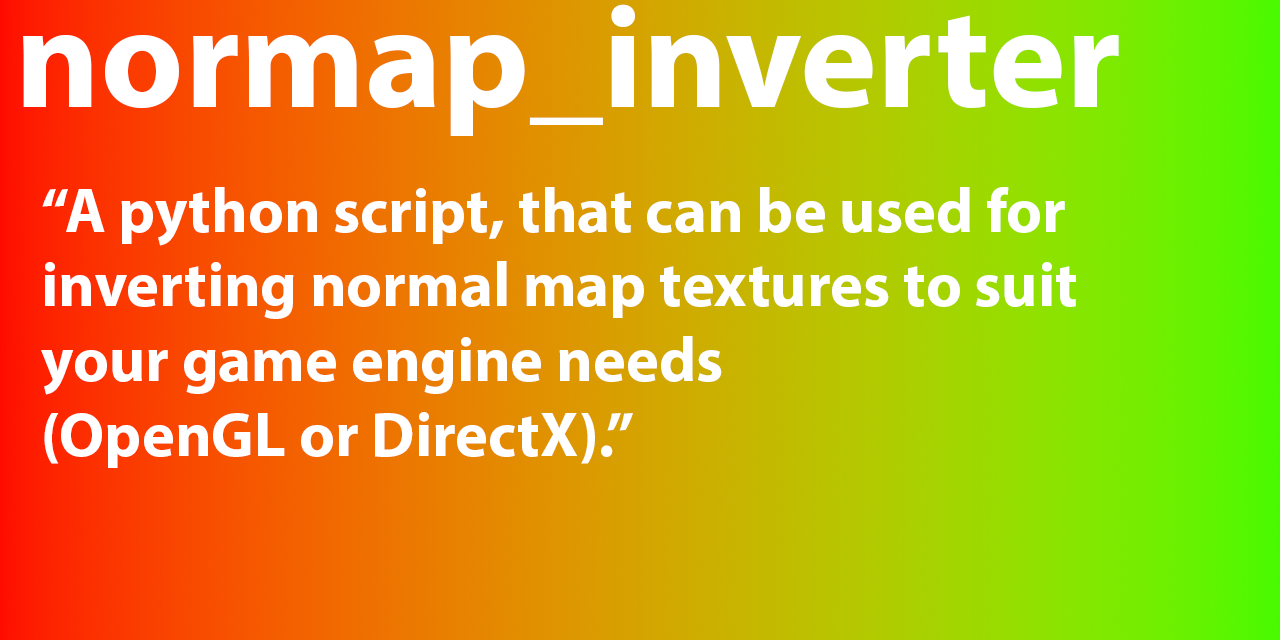 normap_inverter
“A python script, that can be used for
inverting normal map textures to suit
your game engine needs
(OpenGL or DirectX).”